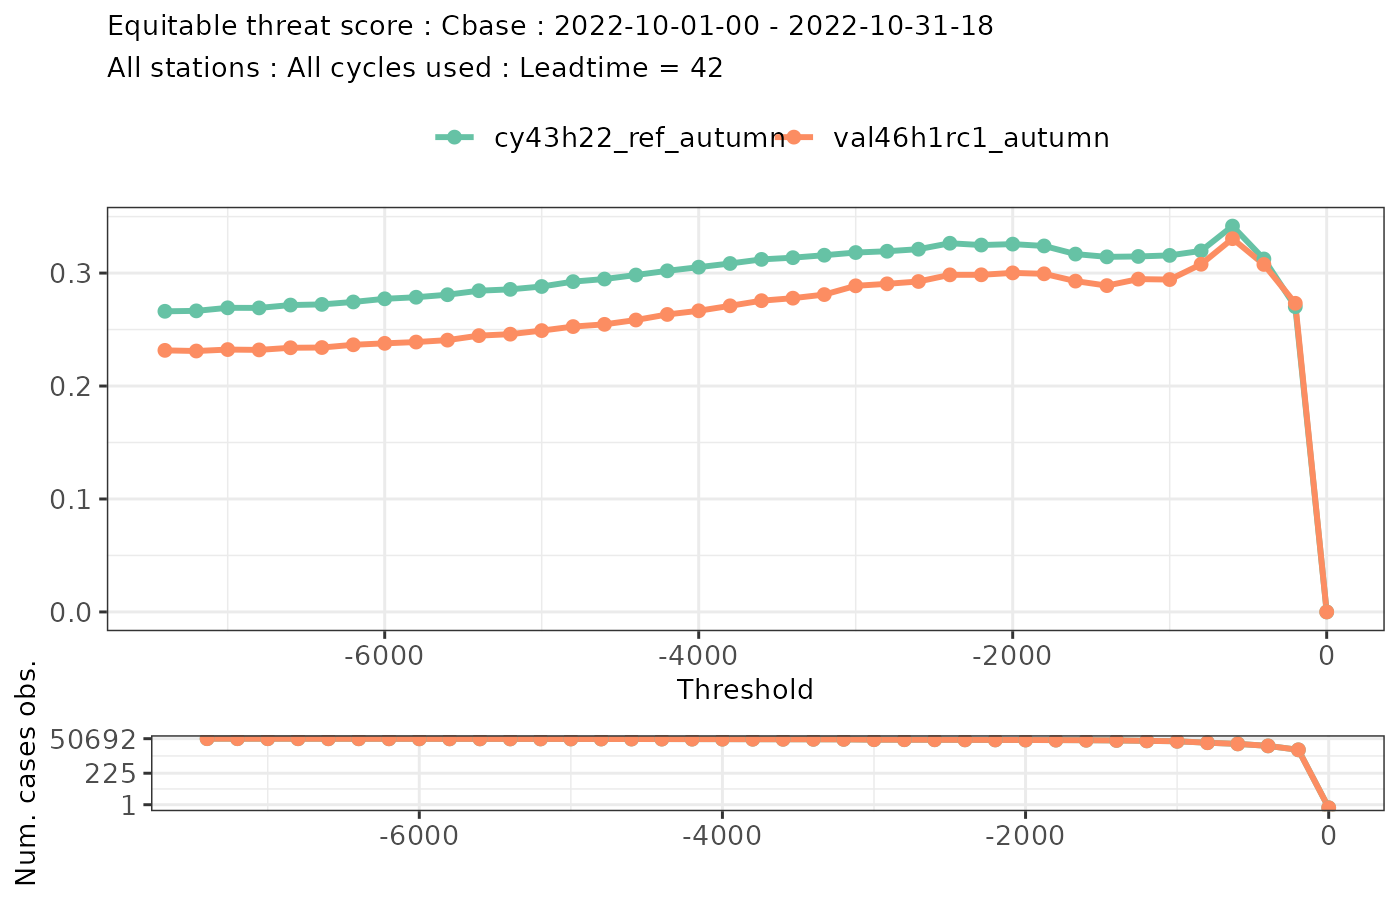 Equitable threat score : Cbase : 2022-10-01-00 - 2022-10-31-18
All stations : All cycles used : Leadtime = 42
cy43h22_ref_autumn val46h1rc1_autumn
0.3
0.2
0.1
0.0
-6000 -4000 -2000 0
Threshold
Num. cases obs.
50692
225
1
-6000 -4000 -2000 0